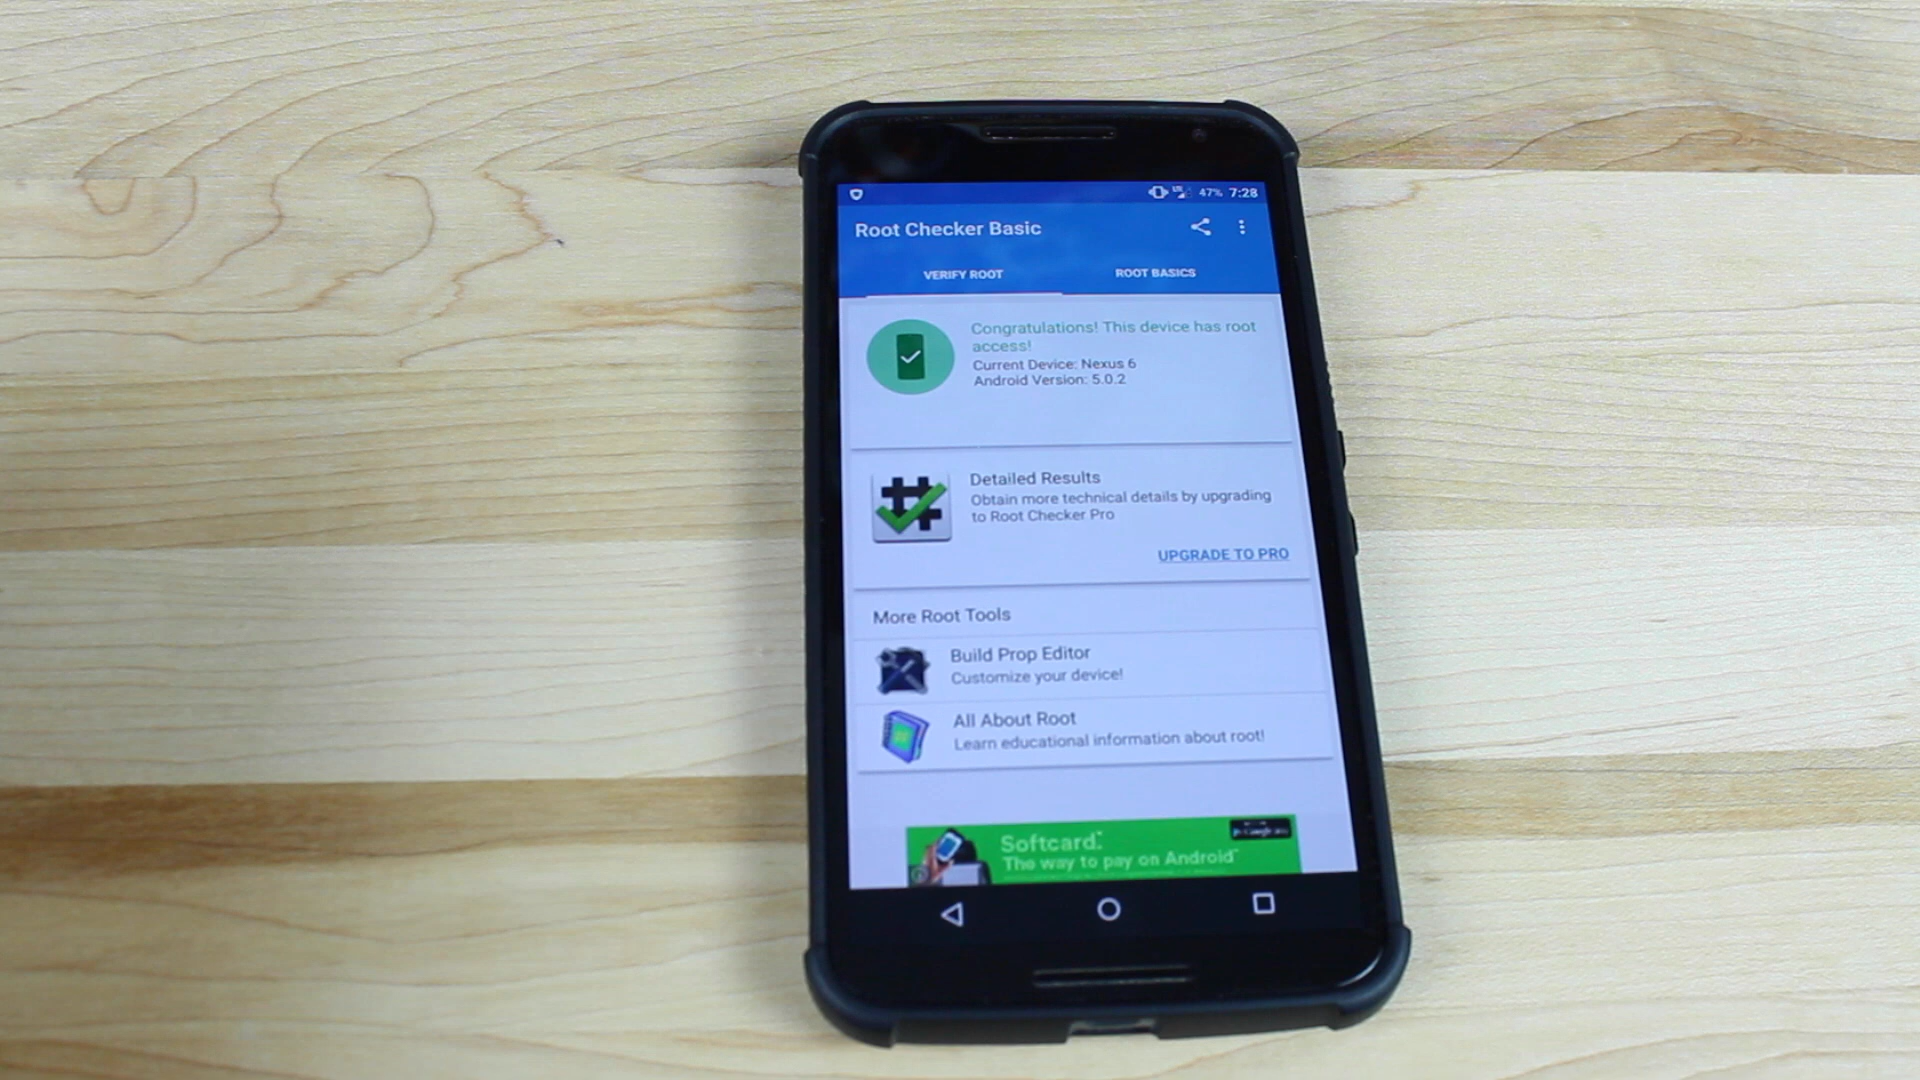 47% 7:28
Root Checker Basic
VERIFY ROOT ROOT BASICS
Congratulations! This device has root
access!
Current Device: Nexus 6
Android Version: 5.0.2
Detailed Results
Obtain more technical details by upgrading
to Root Checker Pro
UPGRADE TO PRO
More Root Tools
Build Prop Editor
Customize your device!
All About Root
Learn educational information about root!
Softcard.™
The way to pay on Android™